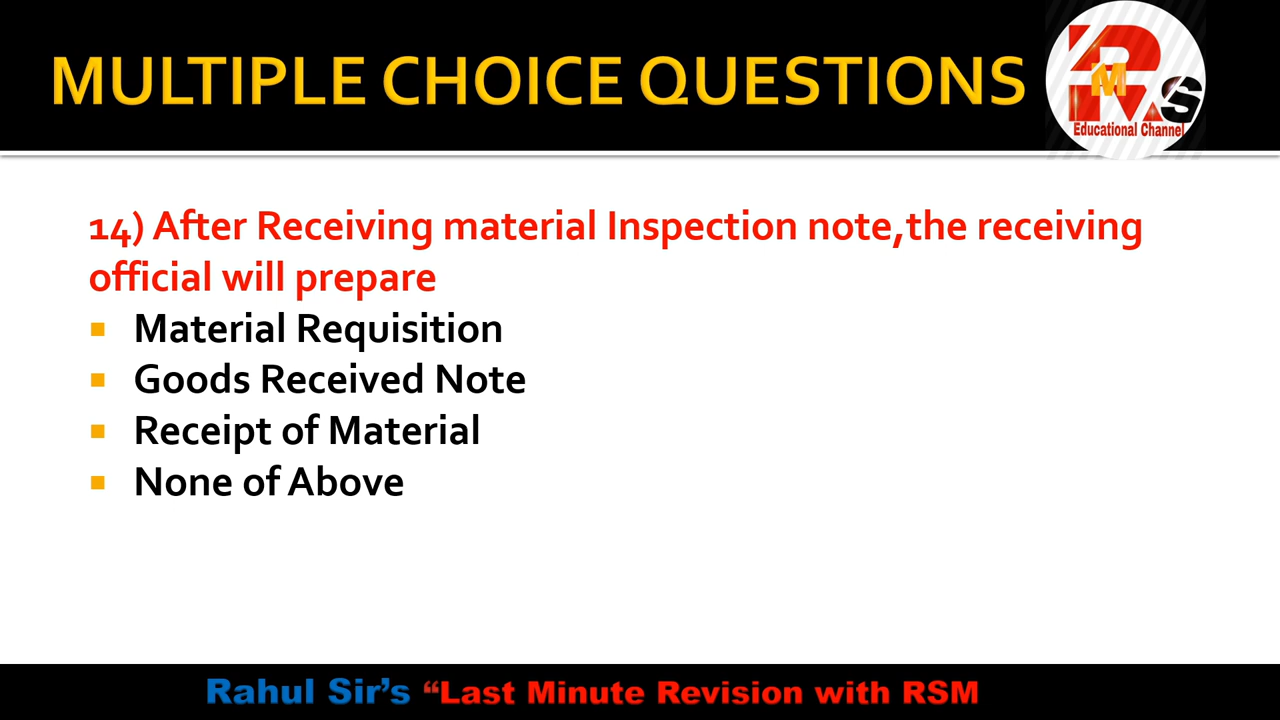 MULTIPLE CHOICE QUESTIONS
RMS
Educational Channel
14) After Receiving material Inspection note,the receiving
official will prepare
Material Requisition
Goods Received Note
Receipt of Material
None of Above
Rahul Sir’s “Last Minute Revision with RSM